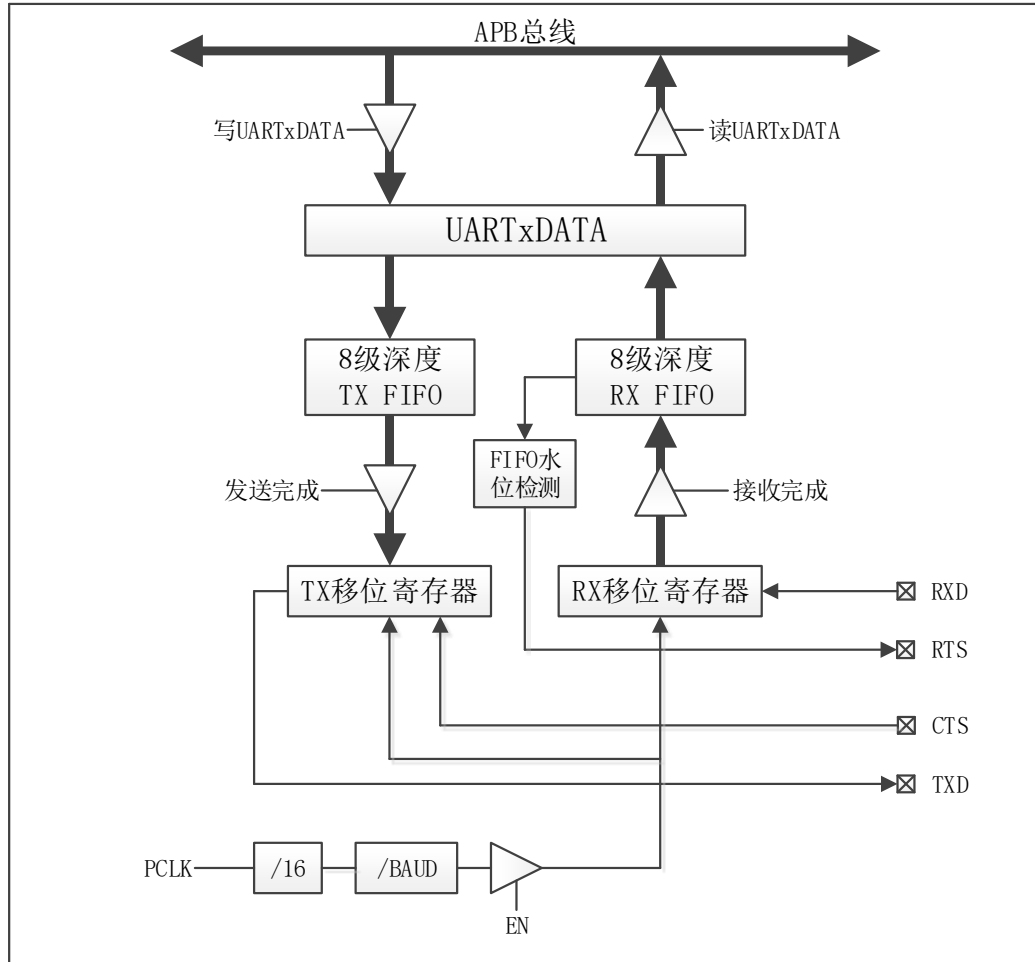 APB总线
写UARTxDATA
读UARTxDATA
UARTxDATA
8级深度
TX FIFO
8级深度
RX FIFO
FIFO水
位检测
发送完成
接收完成
TX移位寄存器
RX移位寄存器
RXD
RTS
CTS
TXD
PCLK
/16
/BAUD
EN